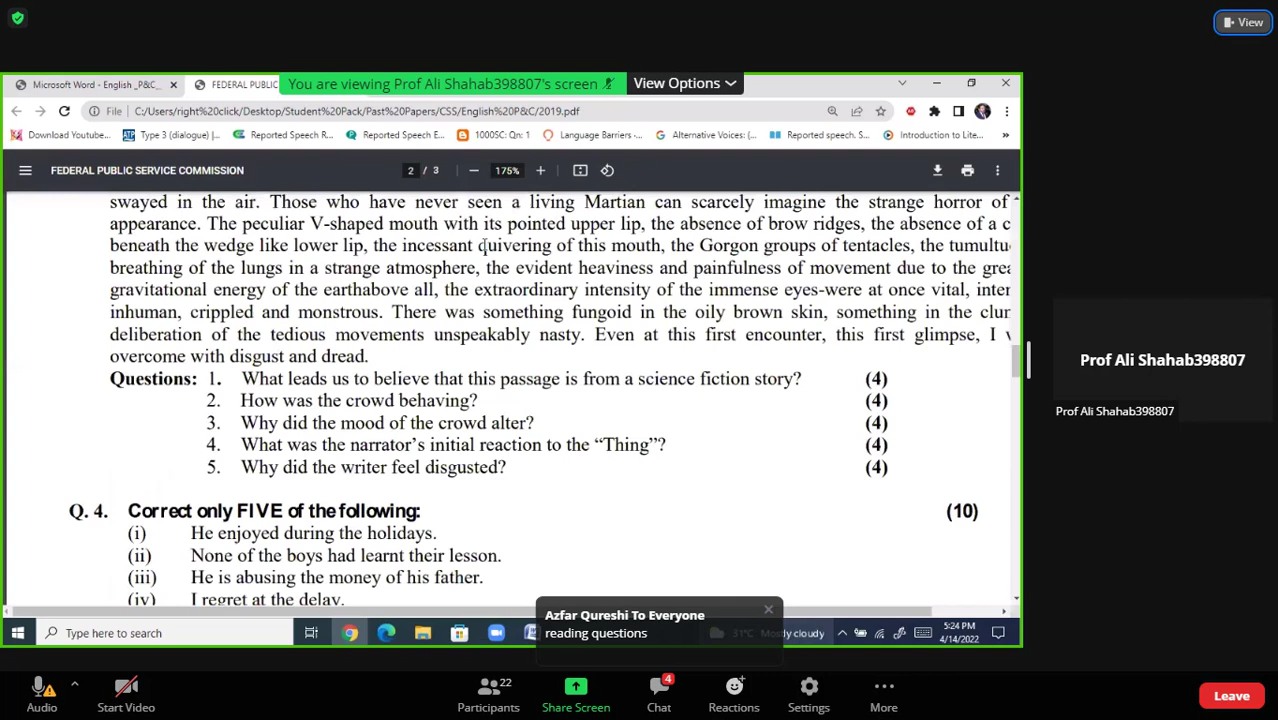 View
Microsoft Word - English _P&C_
FEDERAL PUBLIC
You are viewing Prof Ali Shahab398807's screen
View Options
File
C:/Users/right%20click/Desktop/Student%20Pack/Past%20Papers/CSS/English%20P&C/2019.pdf
Download Youtube...
Type 3 (dialogue) |...
Reported Speech R...
Reported Speech E...
1000SC: Qn: 1
Language Barriers -...
Alternative Voices: (...
Reported speech. S...
Introduction to Lite...
FEDERAL PUBLIC SERVICE COMMISSION
2 / 3
175%
swayed in the air. Those who have never seen a living Martian can scarcely imagine the strange horror of
appearance. The peculiar V-shaped mouth with its pointed upper lip, the absence of brow ridges, the absence of a c
beneath the wedge like lower lip, the incessant quivering of this mouth, the Gorgon groups of tentacles, the tumultu
breathing of the lungs in a strange atmosphere, the evident heaviness and painfulness of movement due to the grea
gravitational energy of the earthabove all, the extraordinary intensity of the immense eyes-were at once vital, inten
inhuman, crippled and monstrous. There was something fungoid in the oily brown skin, something in the clum
deliberation of the tedious movements unspeakably nasty. Even at this first encounter, this first glimpse, I w
overcome with disgust and dread.
Questions: 1. What leads us to believe that this passage is from a science fiction story? (4)
2. How was the crowd behaving? (4)
3. Why did the mood of the crowd alter? (4)
4. What was the narrator's initial reaction to the “Thing”? (4)
5. Why did the writer feel disgusted? (4)
Q. 4. Correct only FIVE of the following: (10)
(i) He enjoyed during the holidays.
(ii) None of the boys had learnt their lesson.
(iii) He is abusing the money of his father.
(iv) I regret at the delay.
Prof Ali Shahab398807
Prof Ali Shahab398807
Azfar Qureshi To Everyone
reading questions
Type here to search
31°C Mostly cloudy
5:24 PM
4/14/2022
Audio
Start Video
22
Participants
Share Screen
4
Chat
Reactions
Settings
More
Leave